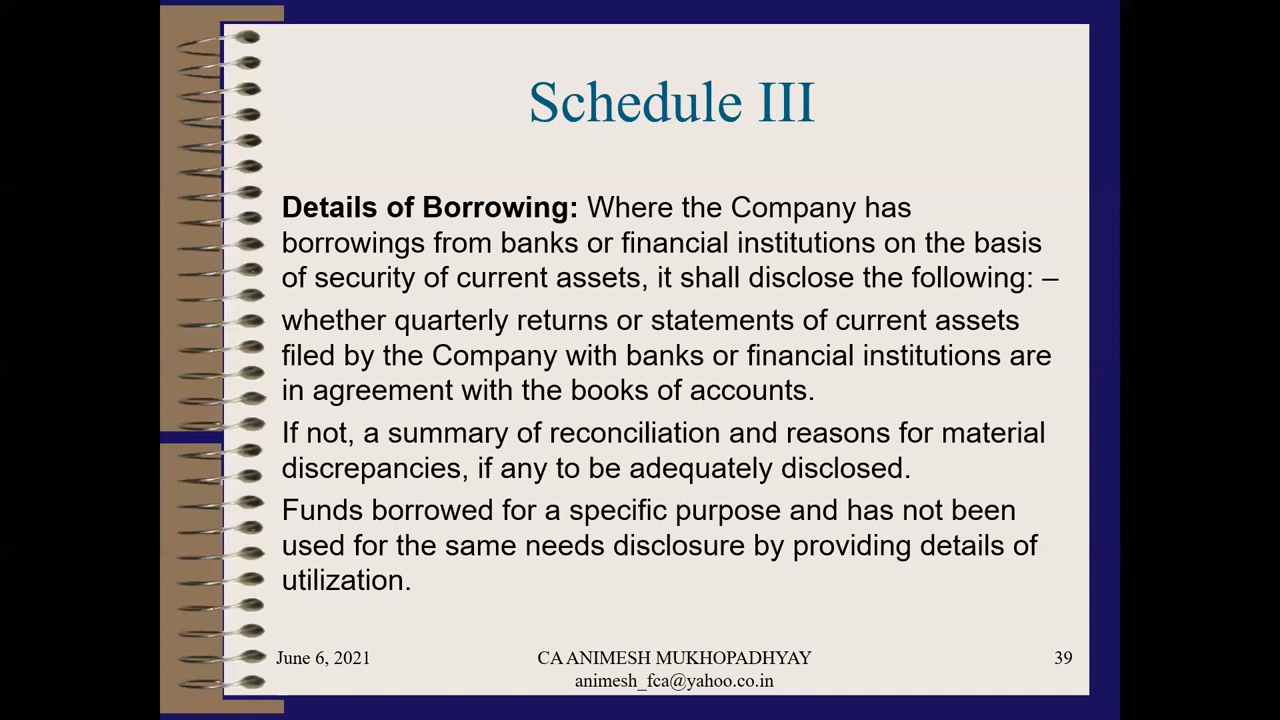 Schedule III
Details of Borrowing: Where the Company has
borrowings from banks or financial institutions on the basis
of security of current assets, it shall disclose the following: –
whether quarterly returns or statements of current assets
filed by the Company with banks or financial institutions are
in agreement with the books of accounts.
If not, a summary of reconciliation and reasons for material
discrepancies, if any to be adequately disclosed.
Funds borrowed for a specific purpose and has not been
used for the same needs disclosure by providing details of
utilization.
June 6, 2021
CA ANIMESH MUKHOPADHYAY
animesh_fca@yahoo.co.in
39